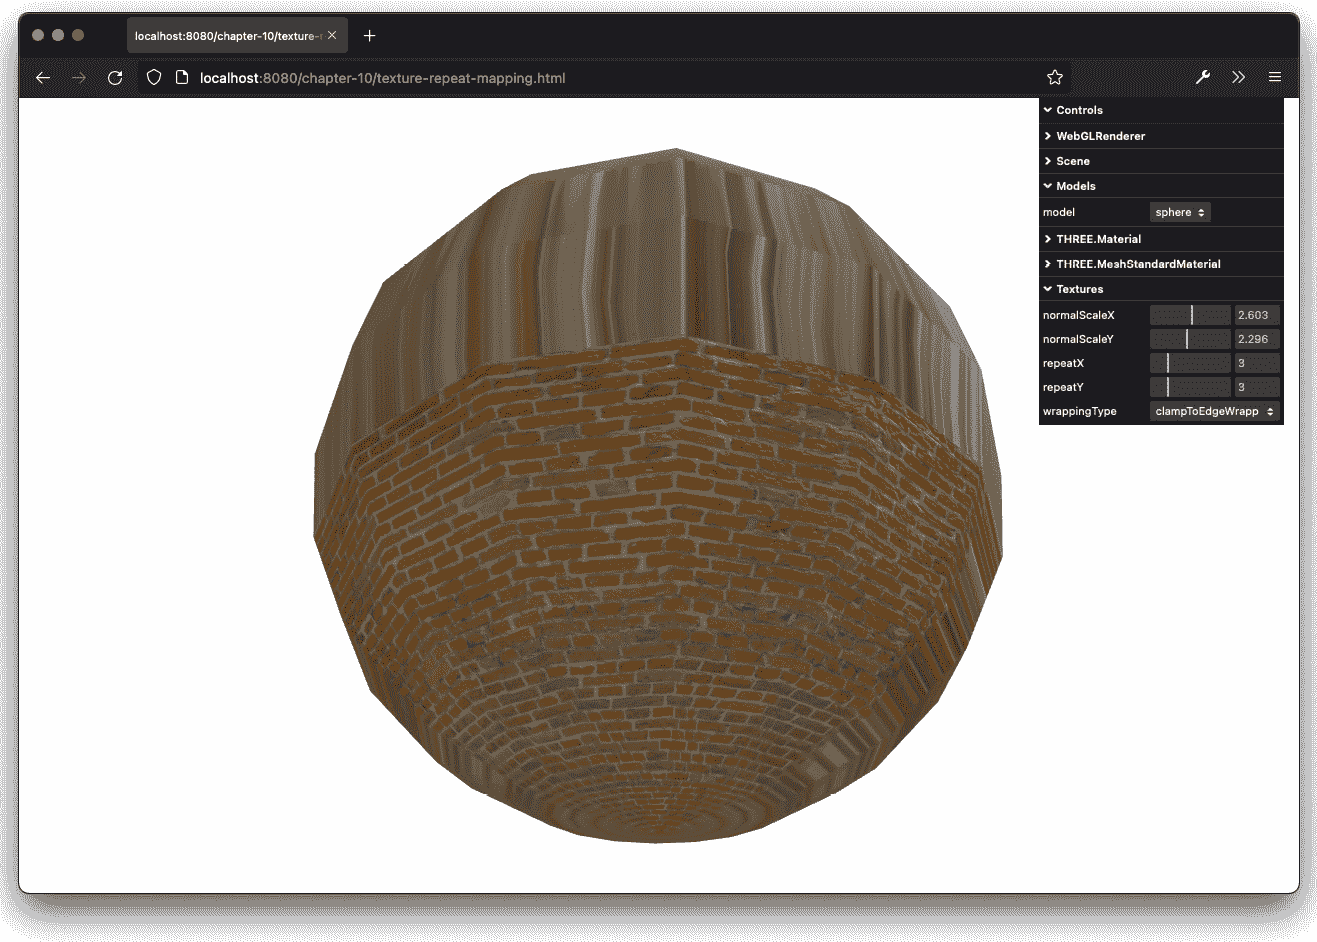 localhost:8080/chapter-10/texture-r
localhost:8080/chapter-10/texture-repeat-mapping.html
Controls
WebGLRenderer
Scene
Models
model sphere
THREE.Material
THREE.MeshStandardMaterial
Textures
normalScaleX 2.603
normalScaleY 2.296
repeatX 3
repeatY 3
wrappingType clampToEdgeWrapp